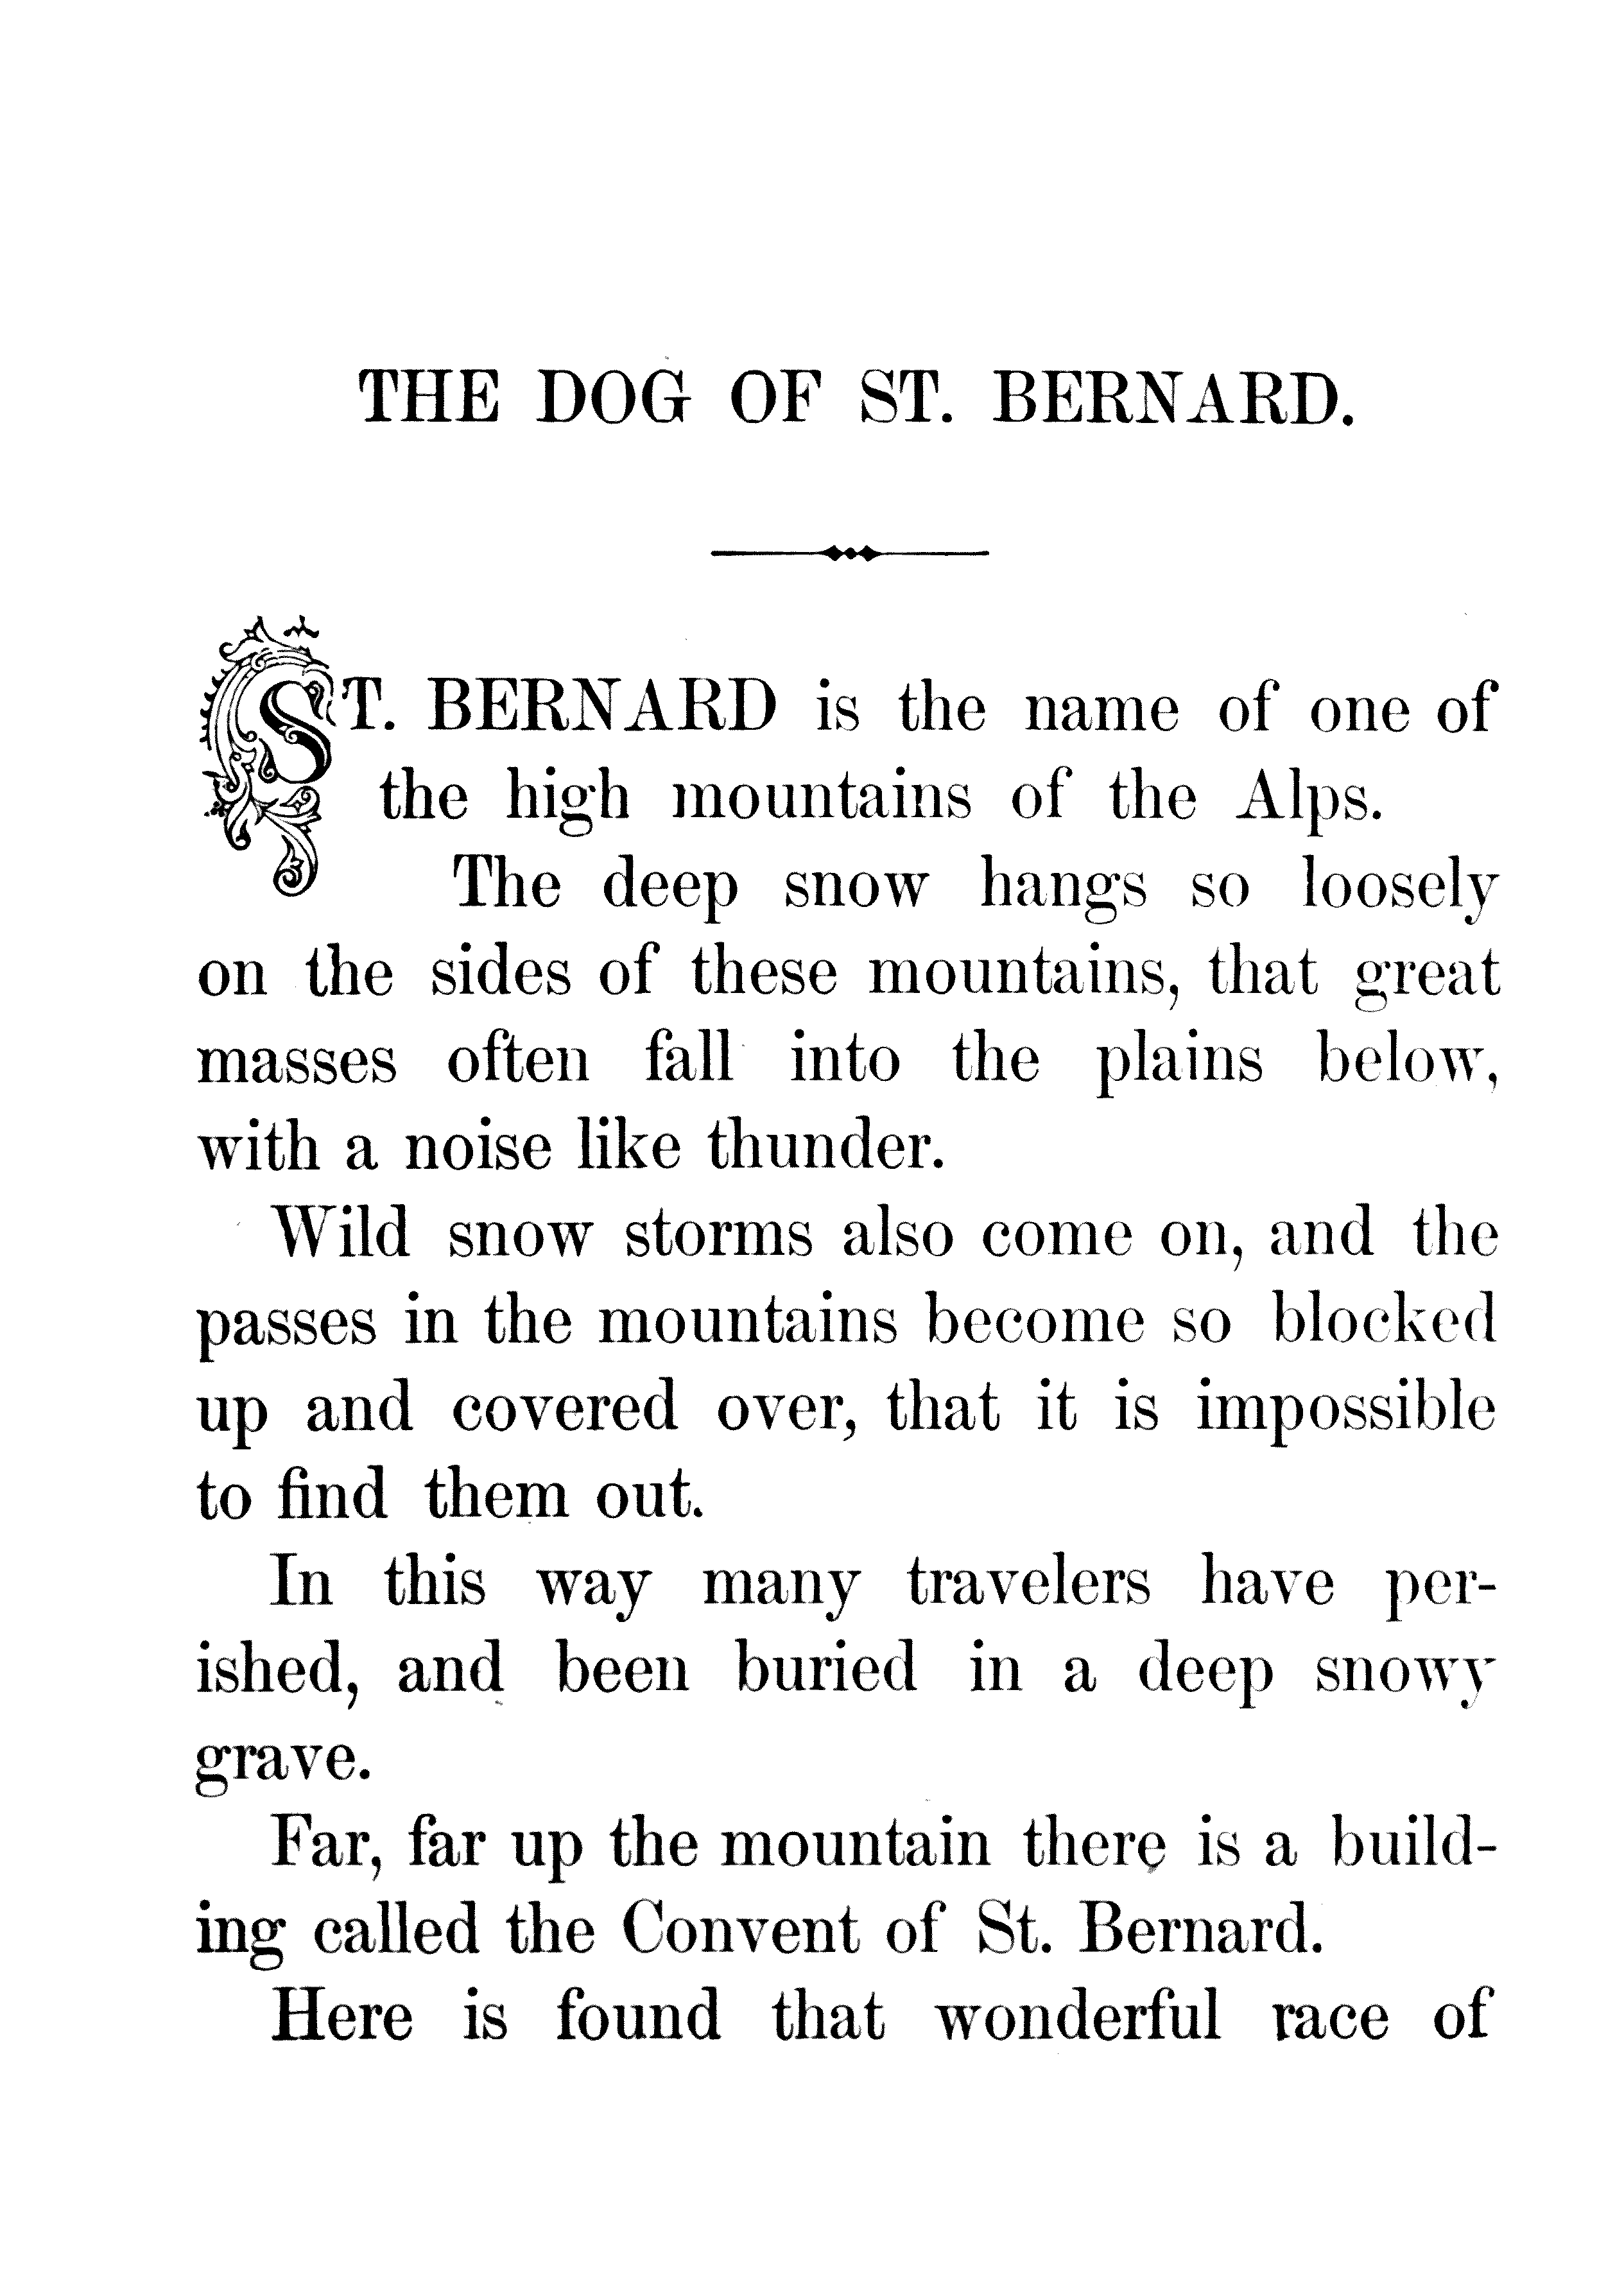 THE DOG OF ST. BERNARD.
ST. BERNARD is the name of one of
the high mountains of the Alps.
The deep snow hangs so loosely
on the sides of these mountains, that great
masses often fall into the plains below,
with a noise like thunder.
Wild snow storms also come on, and the
passes in the mountains become so blocked
up and covered over, that it is impossible
to find them out.
In this way many travelers have per-
ished, and been buried in a deep snowy
grave.
Far, far up the mountain there is a build-
ing called the Convent of St. Bernard.
Here is found that wonderful race of